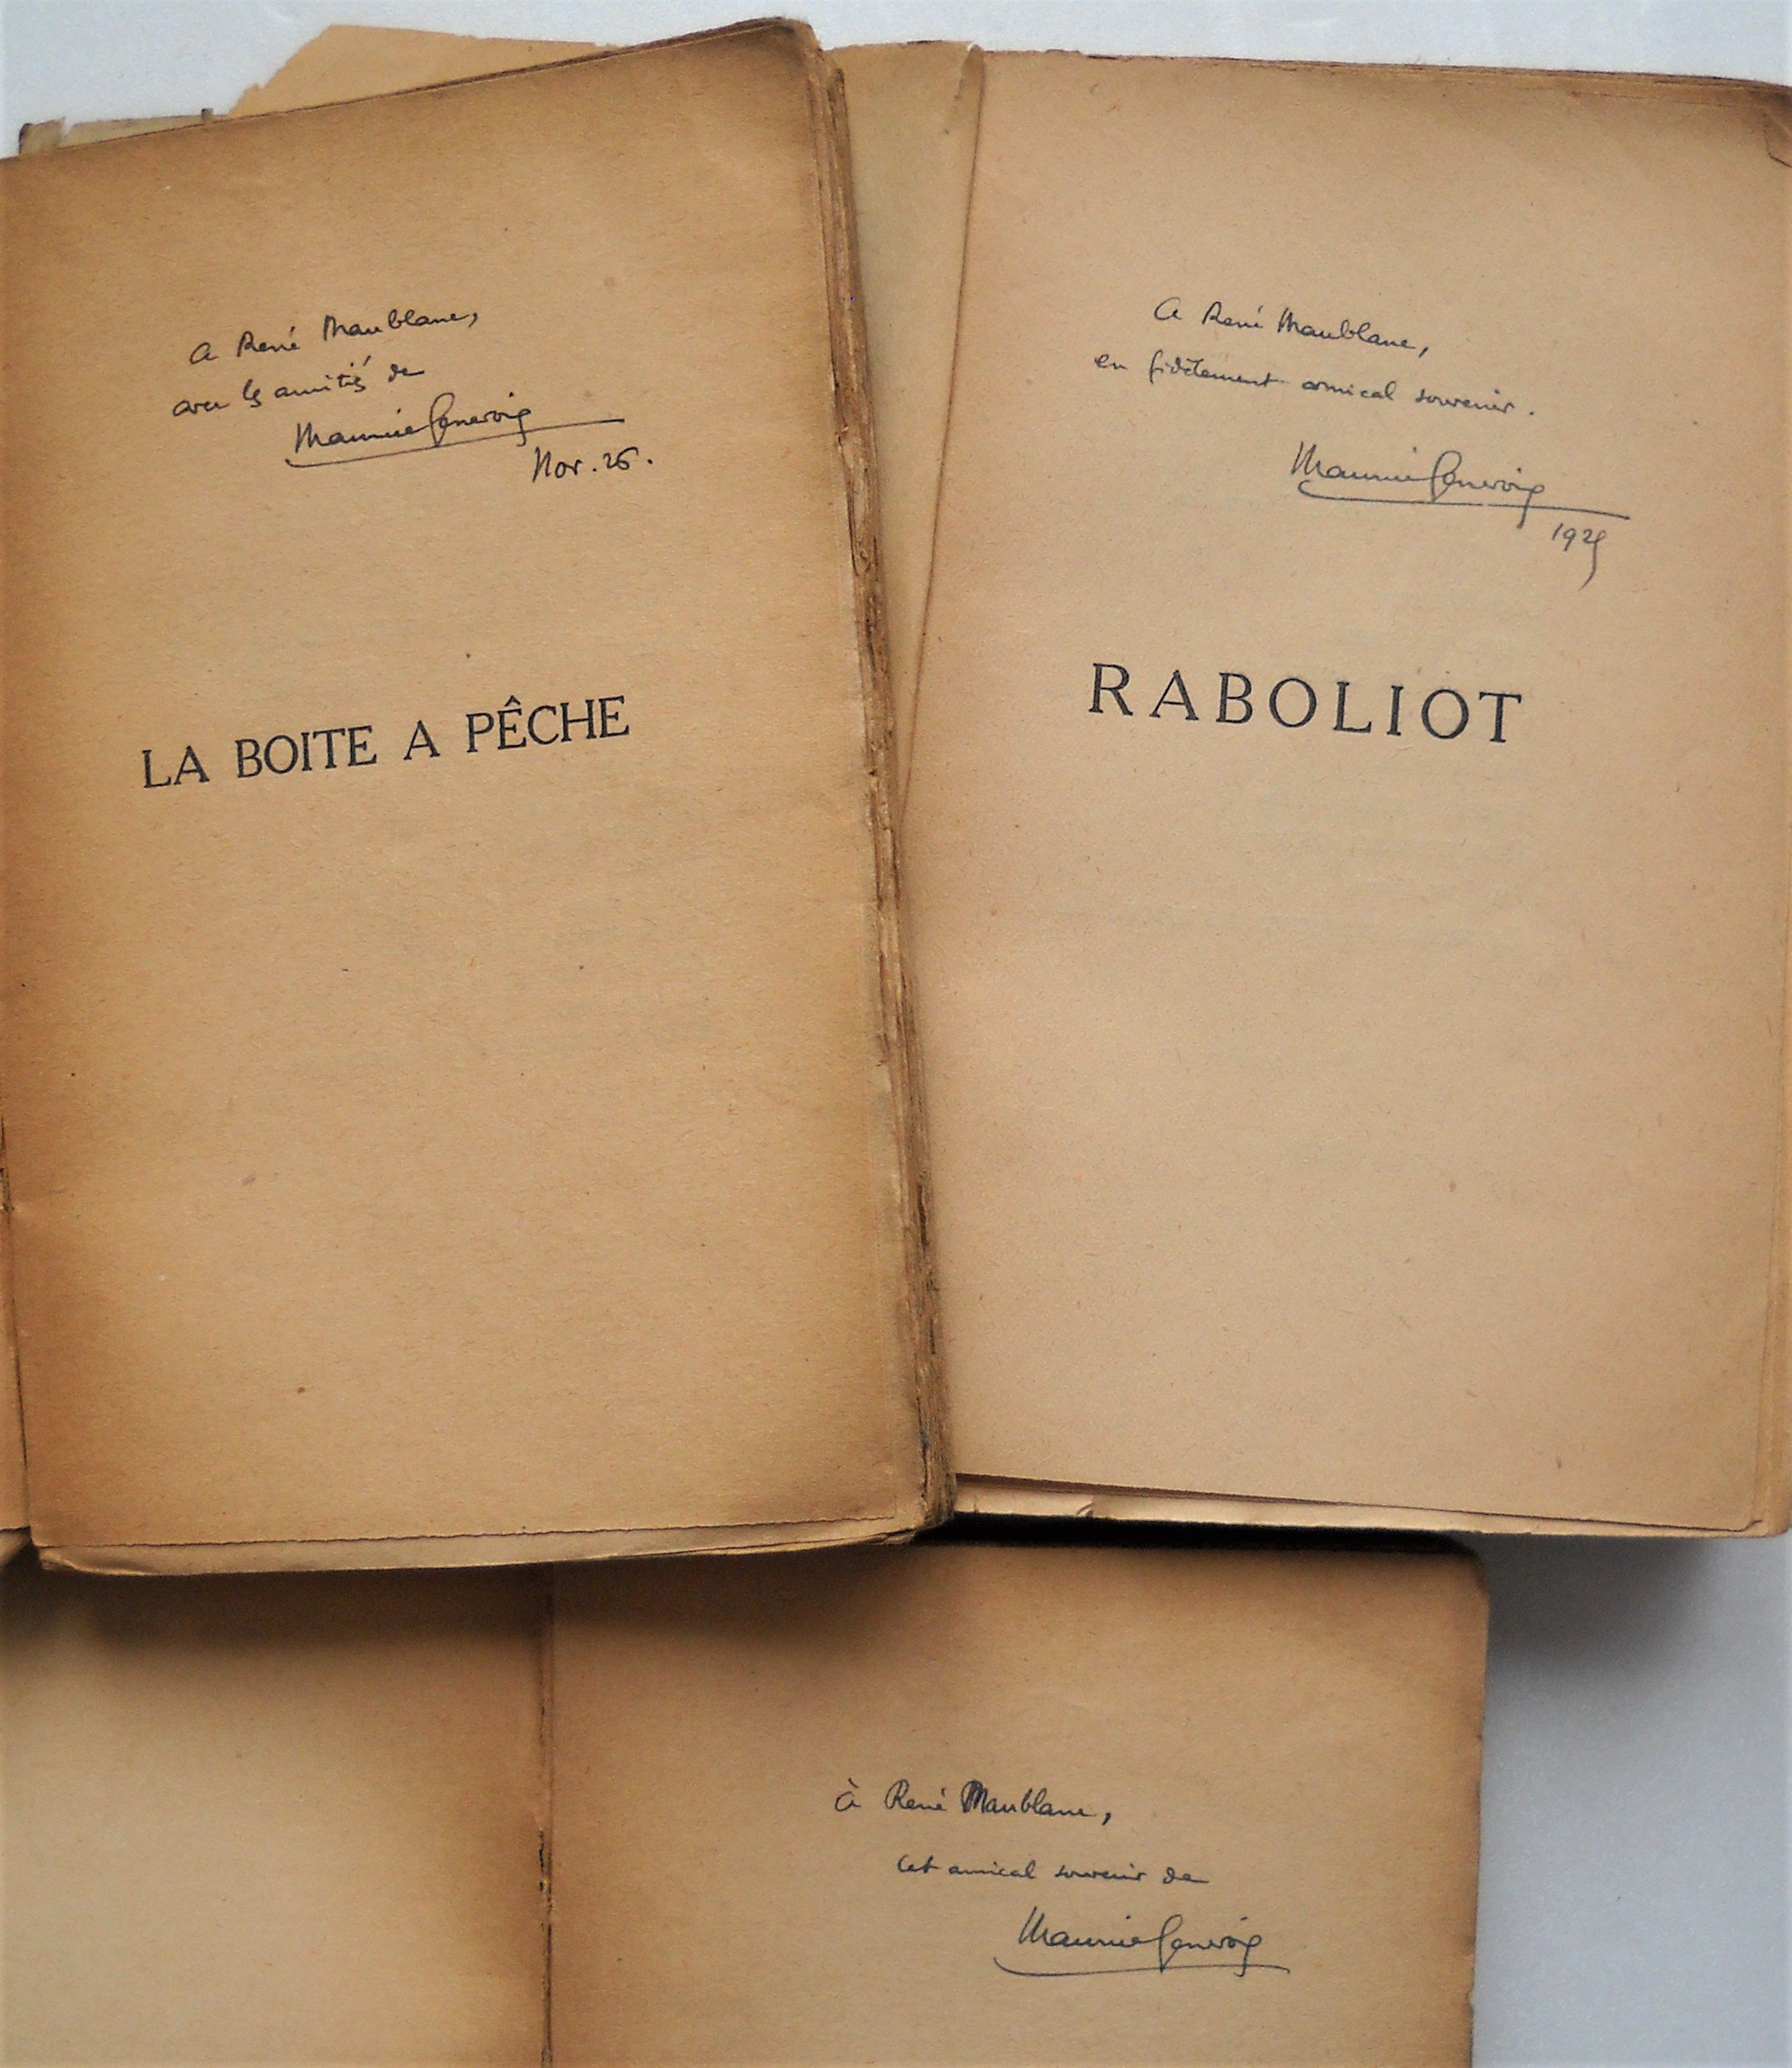 A René Maublanc,
avec les amitiés de
Maurice Genevoix
Nov. 26.
LA BOITE A PÊCHE
A René Maublanc,
en fidèlement amical souvenir.
Maurice Genevoix
1925
RABOLIOT
à René Maublanc,
cet amical souvenir de
Maurice Genevoix